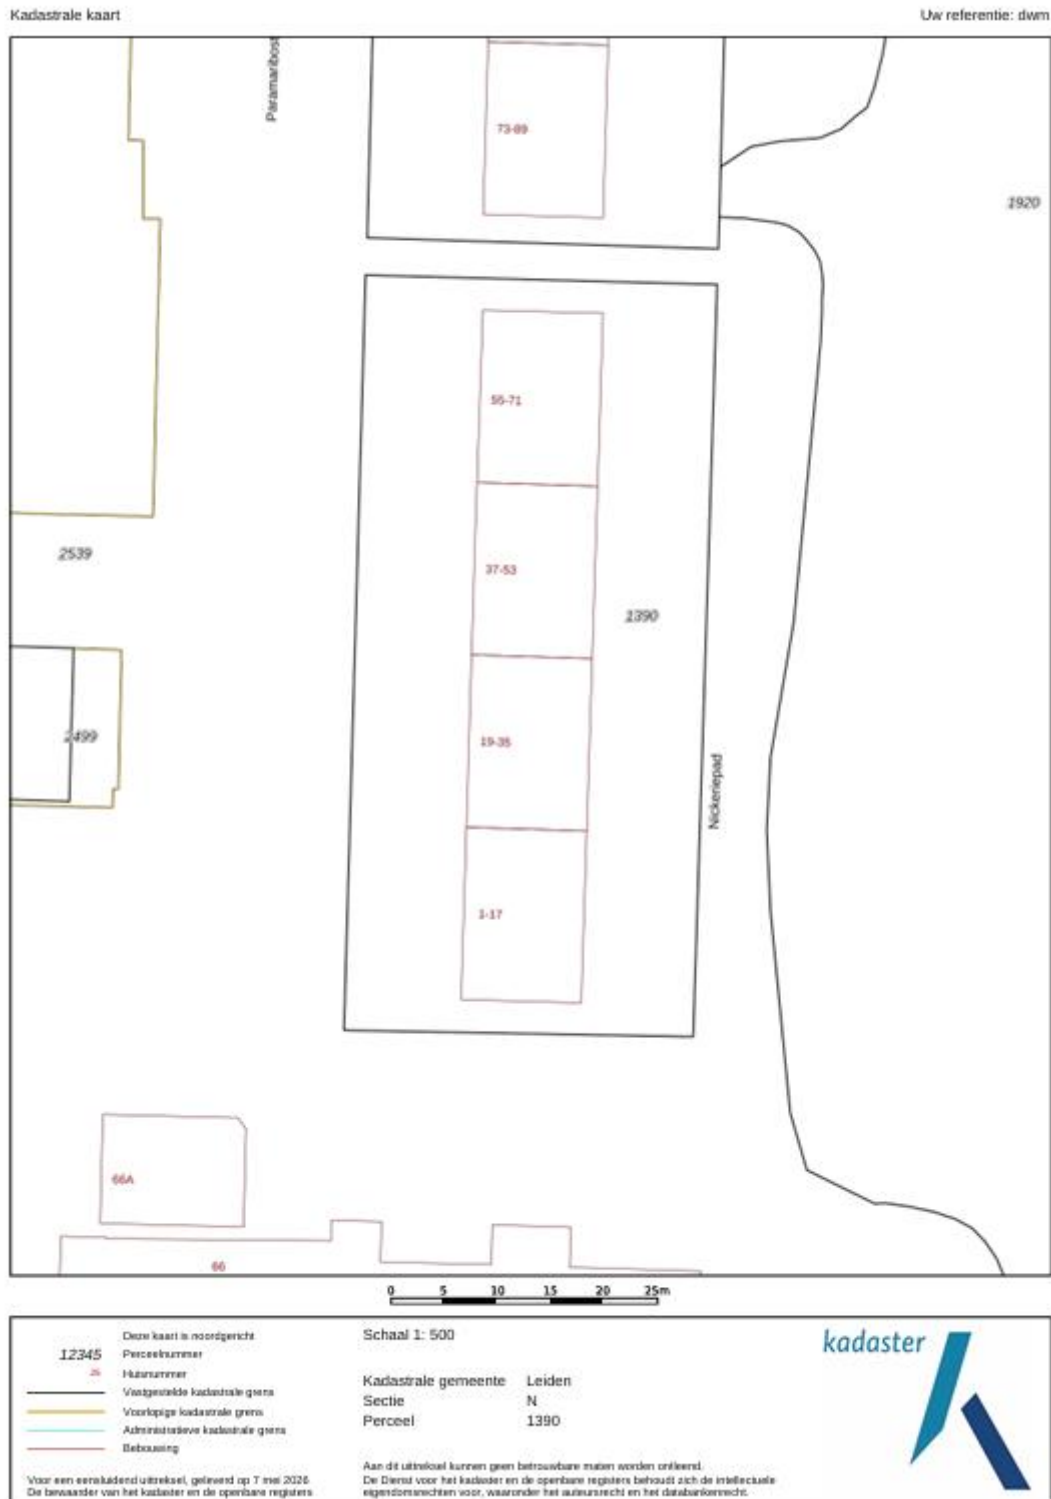 Kadastrale kaart
Uw referentie: dwm
Paramaribost
73-89
1920
55-71
2539
37-53
1390
2499
19-35
Nickeriepad
1-17
66A
66
0 5 10 15 20 25m
Deze kaart is noordgericht
12345 Perceelnummer
25 Huisnummer
Vastgestelde kadastrale grens
Voorlopige kadastrale grens
Administratieve kadastrale grens
Bebouwing
Voor een eensluidend uittreksel, geleverd op 7 mei 2026
De bewaarder van het kadaster en de openbare registers
Schaal 1: 500
Kadastrale gemeente Leiden
Sectie N
Perceel 1390
Aan dit uittreksel kunnen geen betrouwbare maten worden ontleend.
De Dienst voor het kadaster en de openbare registers behoudt zich de intellectuele
eigendomsrechten voor, waaronder het auteursrecht en het databankenrecht.
kadaster